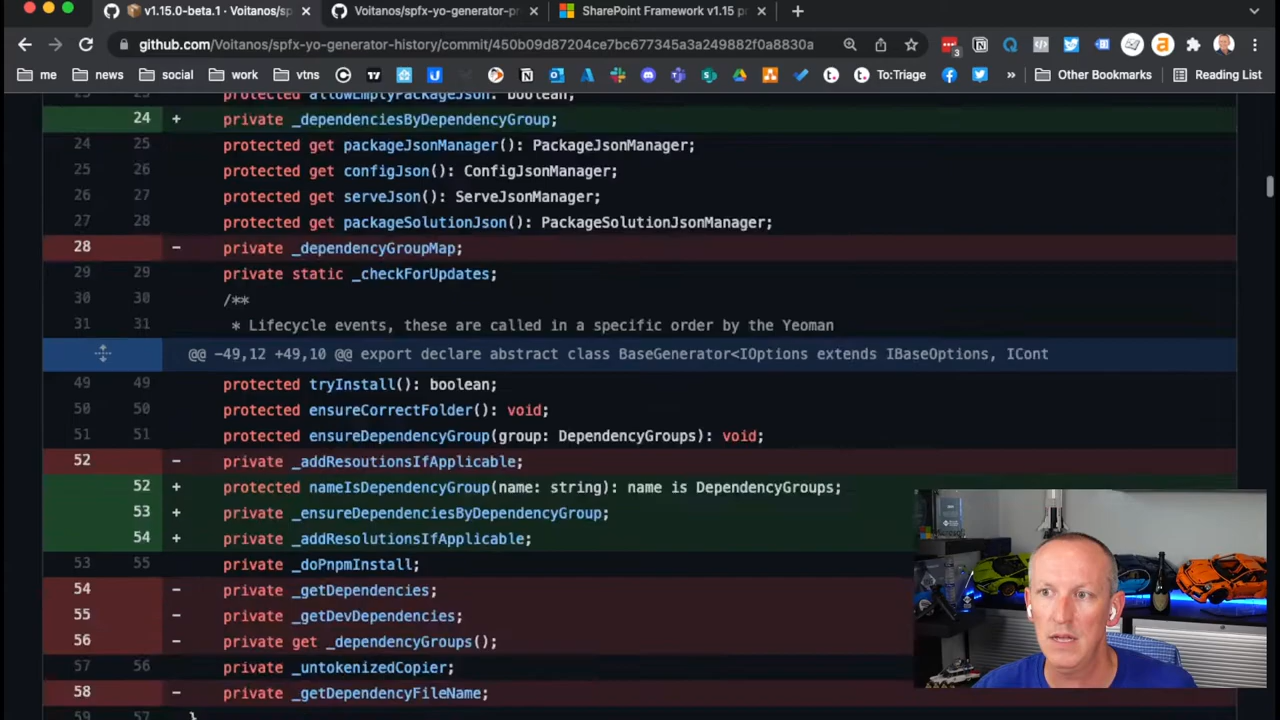 v1.15.0-beta.1 · Voitanos/sp
Voitanos/spfx-yo-generator-pr
SharePoint Framework v1.15 pr
github.com/Voitanos/spfx-yo-generator-history/commit/450b09d87204ce7bc677345a3a249882f0a8830a
3
me
news
social
work
vtns
To:Triage
Other Bookmarks
Reading List
23 23 protected allowEmptyPackageJson: boolean;
24 + private _dependenciesByDependencyGroup;
24 25 protected get packageJsonManager(): PackageJsonManager;
25 26 protected get configJson(): ConfigJsonManager;
26 27 protected get serveJson(): ServeJsonManager;
27 28 protected get packageSolutionJson(): PackageSolutionJsonManager;
28 - private _dependencyGroupMap;
29 29 private static _checkForUpdates;
30 30 /**
31 31 * Lifecycle events, these are called in a specific order by the Yeoman
@@ -49,12 +49,10 @@ export declare abstract class BaseGenerator<IOptions extends IBaseOptions, ICont
49 49 protected tryInstall(): boolean;
50 50 protected ensureCorrectFolder(): void;
51 51 protected ensureDependencyGroup(group: DependencyGroups): void;
52 - private _addResoutionsIfApplicable;
52 + protected nameIsDependencyGroup(name: string): name is DependencyGroups;
53 + private _ensureDependenciesByDependencyGroup;
54 + private _addResolutionsIfApplicable;
53 55 private _doPnpmInstall;
54 - private _getDependencies;
55 - private _getDevDependencies;
56 - private get _dependencyGroups();
57 56 private _untokenizedCopier;
58 - private _getDependencyFileName;
59 57 }